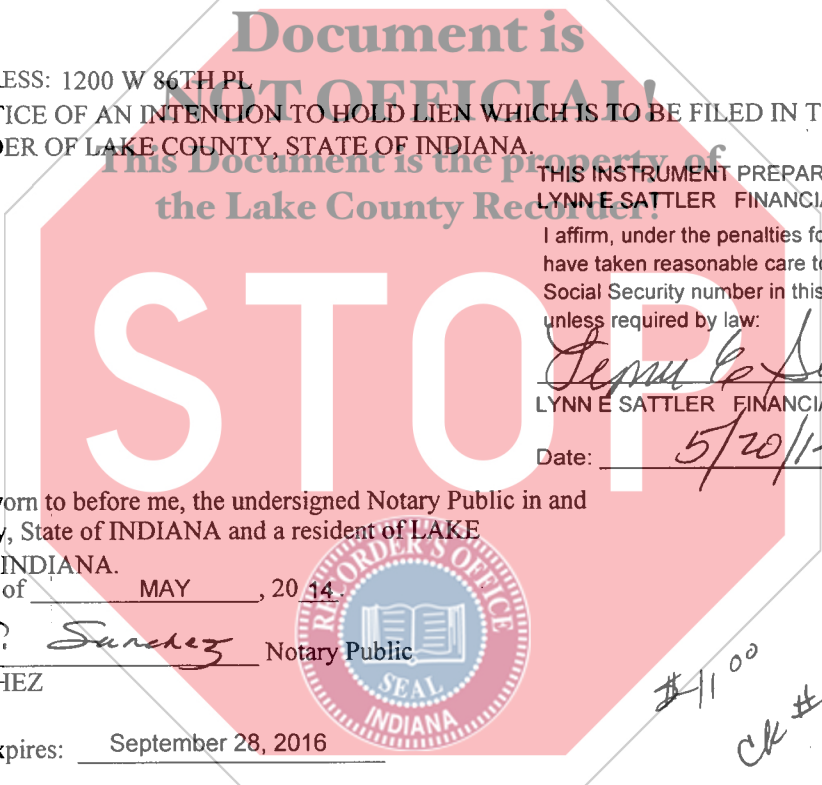 Document is
LESS: 1200 W 86TH PL
NOT OFFICIAL!
TICE OF AN INTENTION TO HOLD LIEN WHICH IS TO BE FILED IN T
DER OF LAKE COUNTY, STATE OF INDIANA.
This Document is the property of
the Lake County Recorder!
THIS INSTRUMENT PREPAR
LYNN E SATTLER FINANCIA
I affirm, under the penalties fo
have taken reasonable care to
Social Security number in this
unless required by law:
STOP
LYNN E SATTLER FINANCIA
Date: 5/20/1
orn to before me, the undersigned Notary Public in and
y, State of INDIANA and a resident of LAKE
INDIANA.
of MAY , 20 14.
Sanchez Notary Public
HEZ
RECORDER'S OFFICE
SEAL
INDIANA
$11 00
CK #
xpires: September 28, 2016